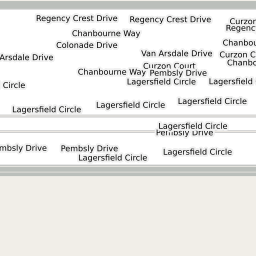 Regency Crest Drive
Regency Crest Drive
Curzon
Regenc
Chanbourne Way
Colonade Drive
Chanbou
Arsdale Drive
Van Arsdale Drive
Curzon C
Curzon Court
Chanbo
Chanbourne Way
Pembsly Drive
Circle
Lagersfield Circle
Lagersfield
Lagersfield Circle
Lagersfield Circle
Lagersfield Circle
Lagersfield Circle
Pembsly Drive
mbsly Drive
Pembsly Drive
Lagersfield Circle
Lagersfield Circle